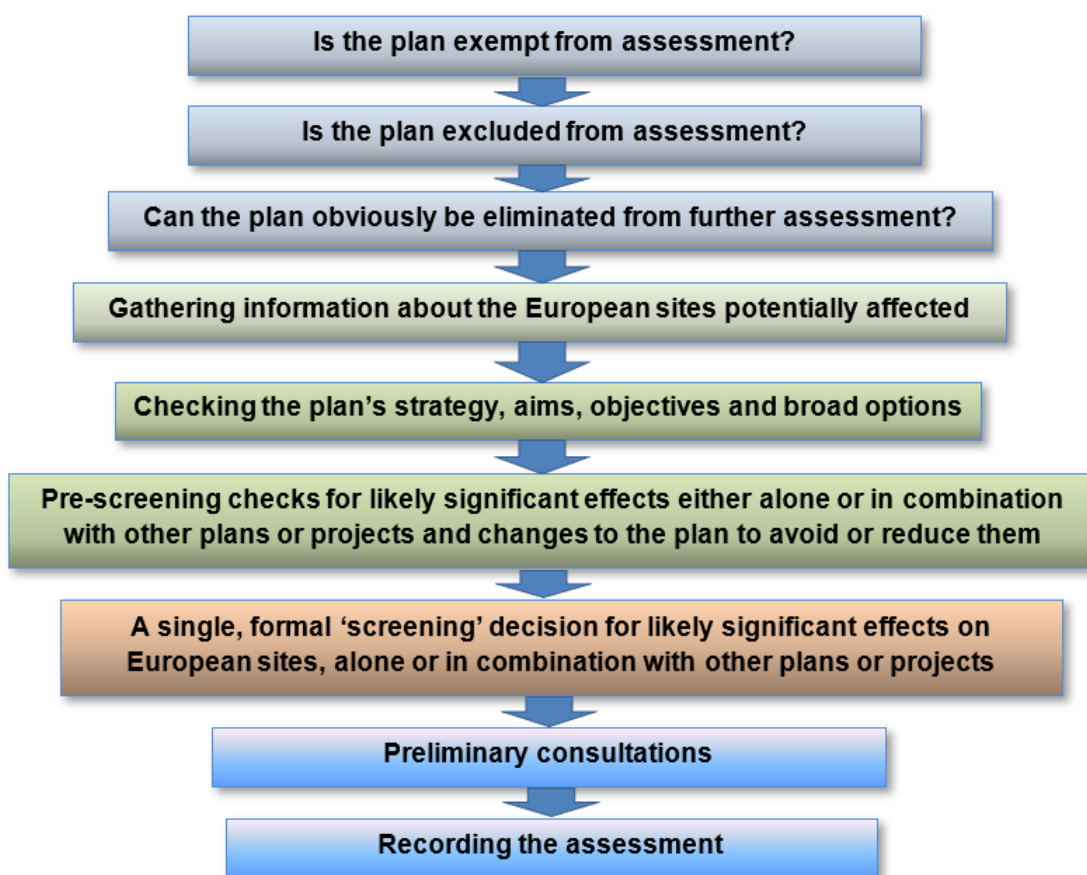 Is the plan exempt from assessment?
Is the plan excluded from assessment?
Can the plan obviously be eliminated from further assessment?
Gathering information about the European sites potentially affected
Checking the plan's strategy, aims, objectives and broad options
Pre-screening checks for likely significant effects either alone or in combination
with other plans or projects and changes to the plan to avoid or reduce them
A single, formal ‘screening’ decision for likely significant effects on
European sites, alone or in combination with other plans or projects
Preliminary consultations
Recording the assessment